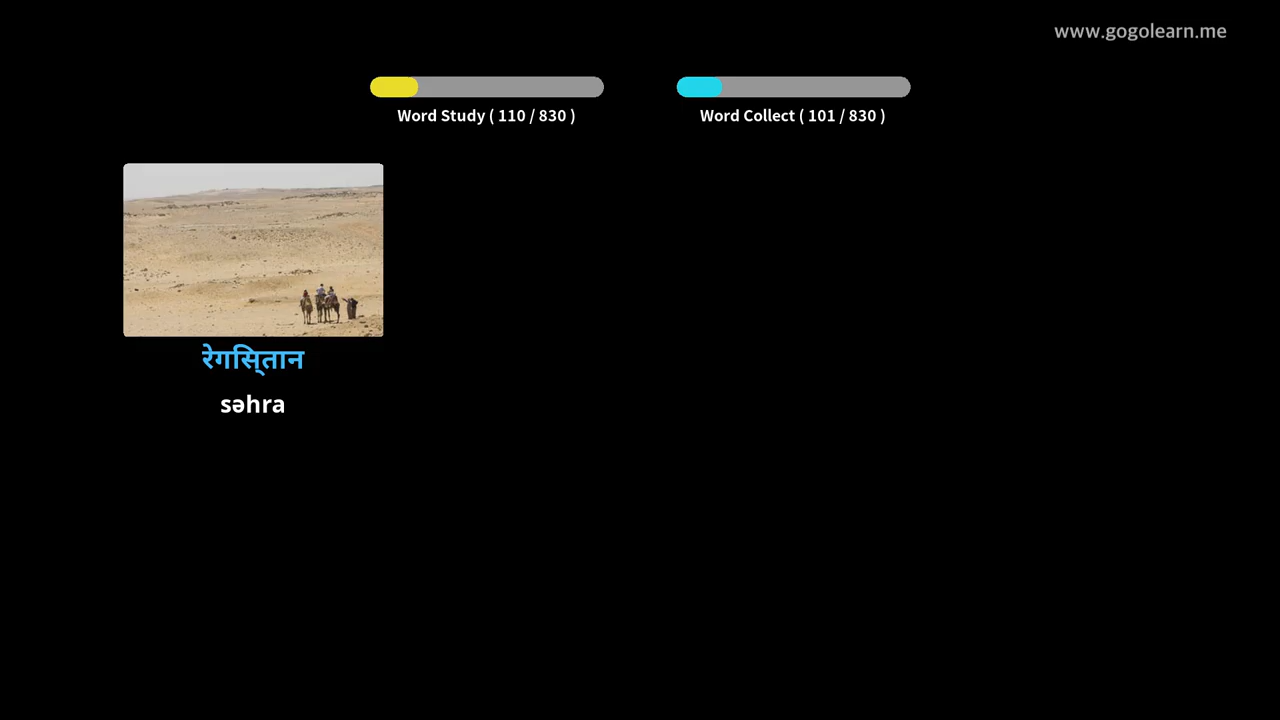 www.gogolearn.me
Word Study ( 110 / 830 )
Word Collect ( 101 / 830 )
रेगिस्तान
səhra